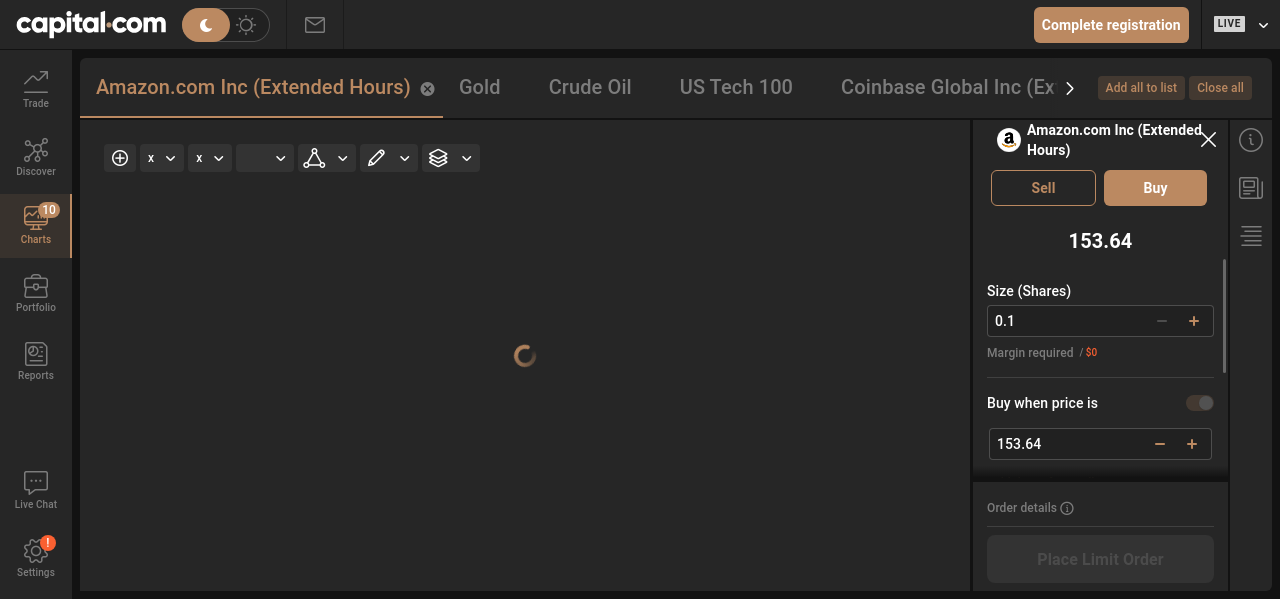 capital.com
Complete registration
LIVE
Trade
Discover
10
Charts
Portfolio
Reports
Live Chat
!
Settings
Amazon.com Inc (Extended Hours)
Gold
Crude Oil
US Tech 100
Coinbase Global Inc (Ex
Add all to list
Close all
x
x
a
Amazon.com Inc (Extended
Hours)
Sell
Buy
153.64
Size (Shares)
0.1
Margin required / $0
Buy when price is
153.64
Order details
Place Limit Order